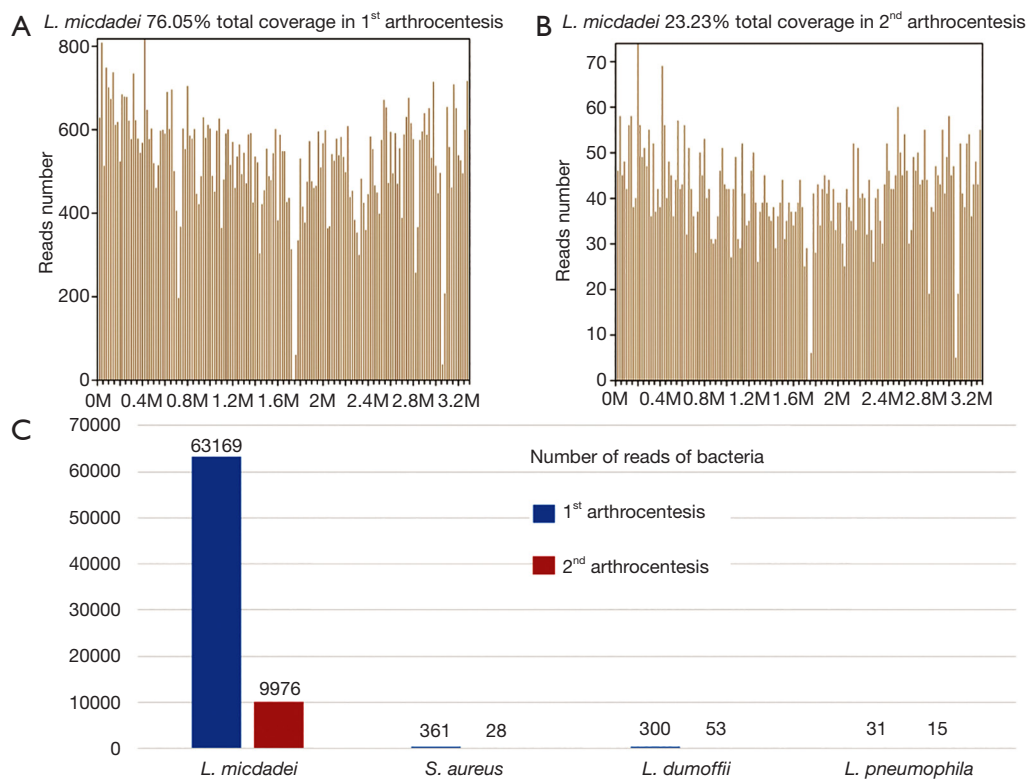 A L. micdadei 76.05% total coverage in 1st arthrocentesis
800
600
400
200
0
Reads number
0M 0.4M 0.8M 1.2M 1.6M 2M 2.4M 2.8M 3.2M
B L. micdadei 23.23% total coverage in 2nd arthrocentesis
70
60
50
40
30
20
10
0
Reads number
0M 0.4M 0.8M 1.2M 1.6M 2M 2.4M 2.8M 3.2M
C
70000
60000
50000
40000
30000
20000
10000
0
Number of reads of bacteria
1st arthrocentesis
2nd arthrocentesis
63169 9976 361 28 300 53 31 15
L. micdadei S. aureus L. dumoffii L. pneumophila